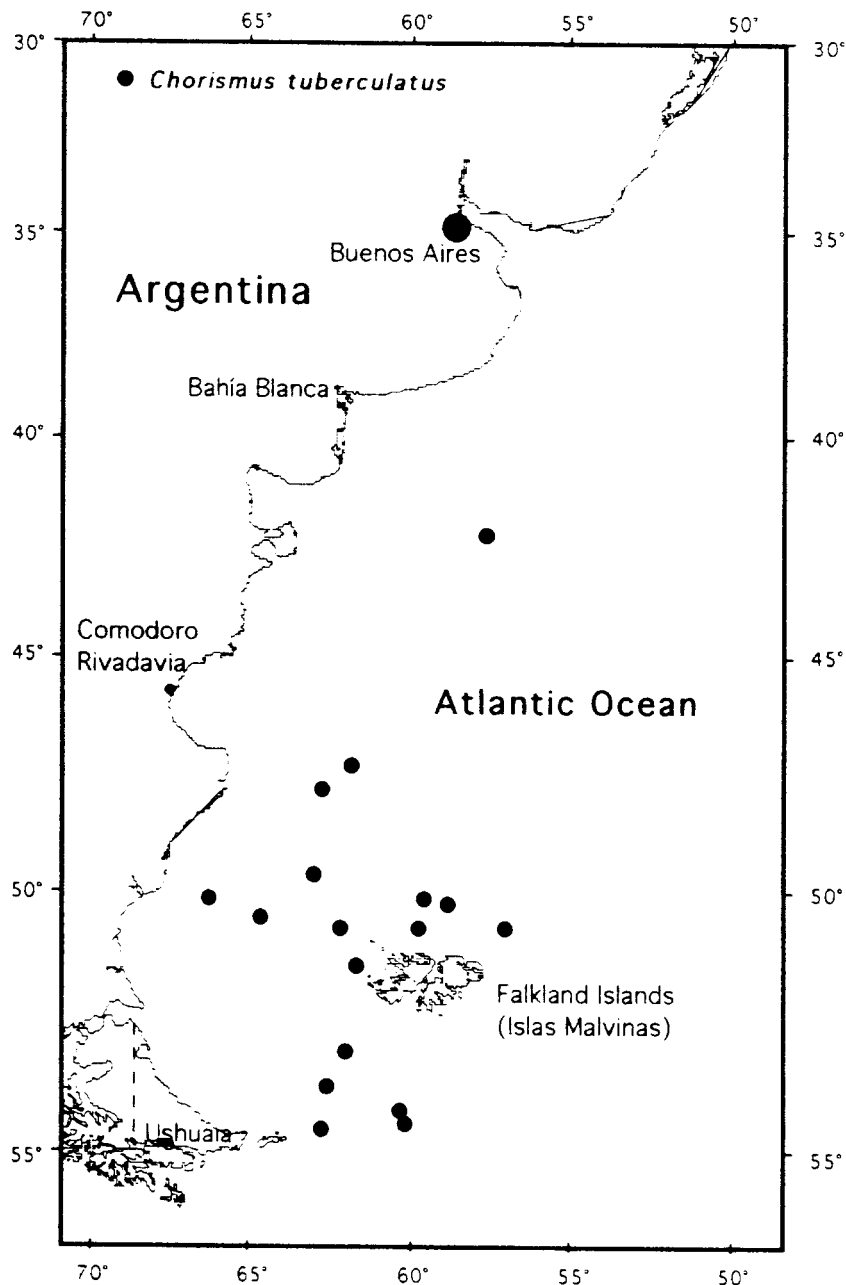 70° 65° 60° 55° 50°
30° 30°
Chorismus tuberculatus
35° 35°
Buenos Aires
Argentina
Bahía Blanca
40° 40°
Comodoro
Rivadavia
45° 45°
Atlantic Ocean
50° 50°
Falkland Islands
(Islas Malvinas)
Ushuaia
55° 55°
70° 65° 60° 55° 50°